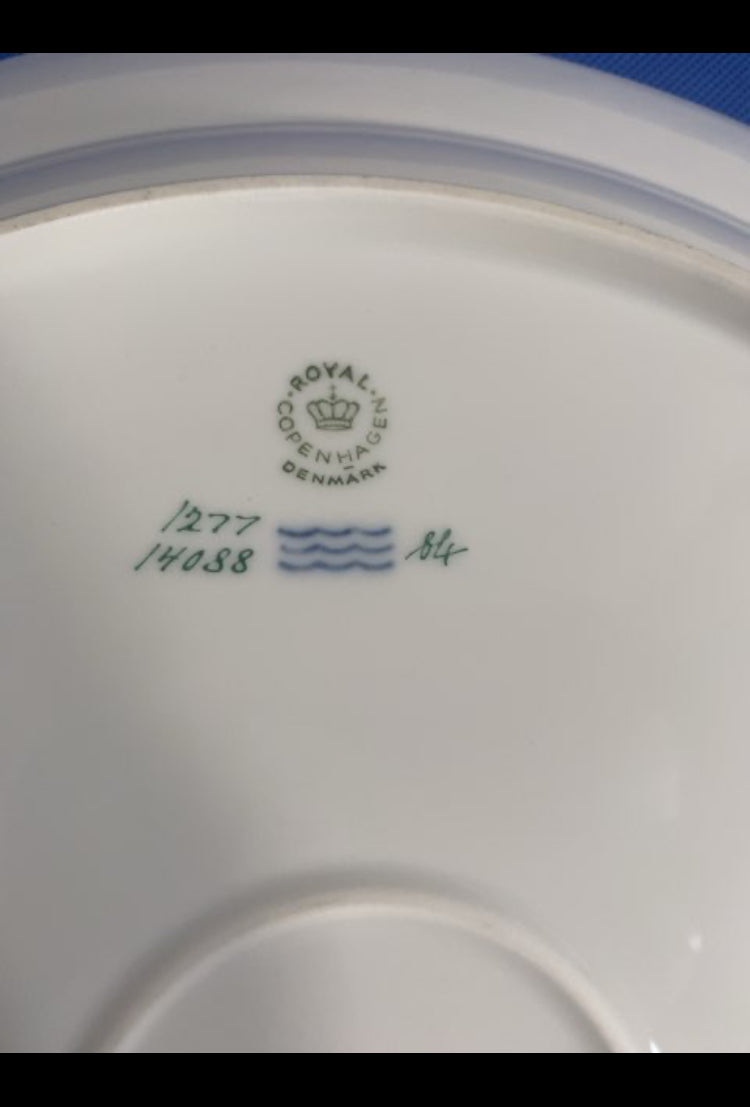 ROYAL
COPENHAGEN
DENMARK
1277
14088